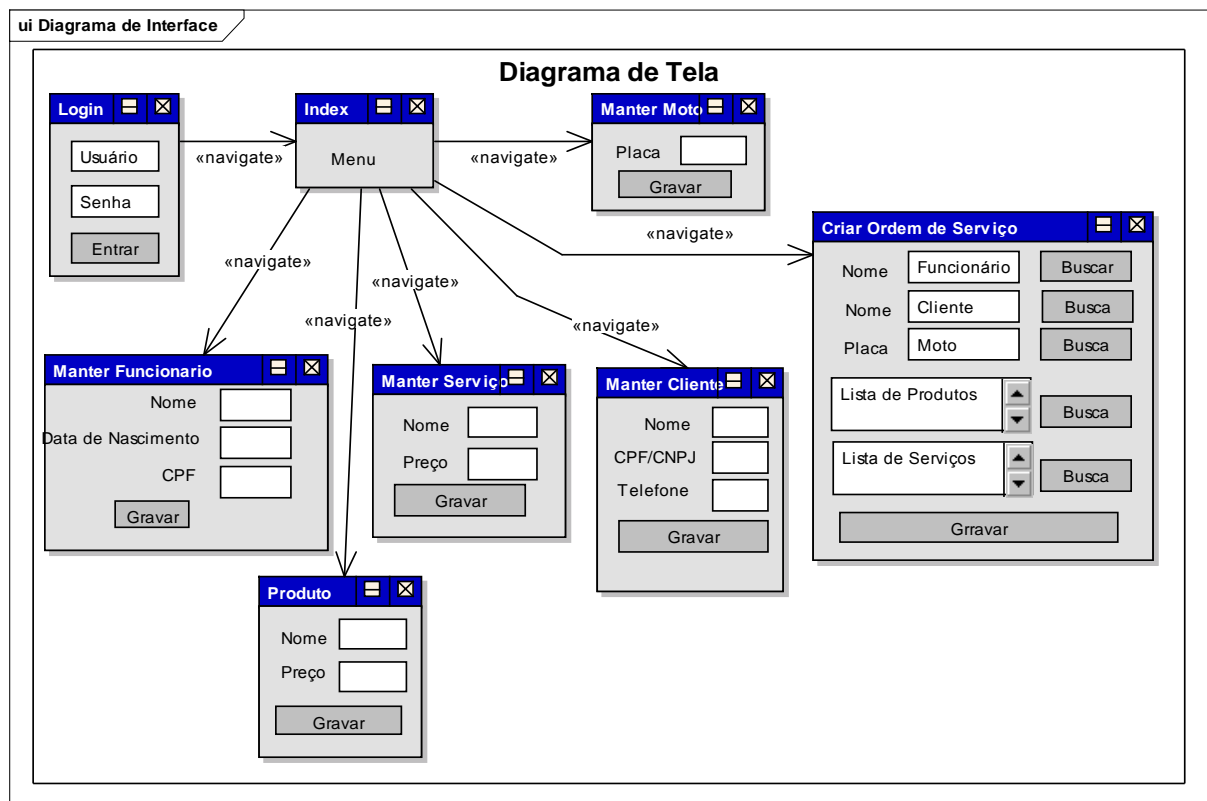 ui Diagrama de Interface
Diagrama de Tela
Login
Usuário
Senha
Entrar
«navigate»
Index
Menu
«navigate»
Manter Moto
Placa
Gravar
«navigate»
«navigate»
«navigate»
«navigate»
«navigate»
Criar Ordem de Serviço
Nome Funcionário Buscar
Nome Cliente Busca
Placa Moto Busca
Lista de Produtos Busca
Lista de Serviços Busca
Grravar
Manter Funcionario
Nome
Data de Nascimento
CPF
Gravar
Manter Serviço
Nome
Preço
Gravar
Manter Cliente
Nome
CPF/CNPJ
Telefone
Gravar
Produto
Nome
Preço
Gravar